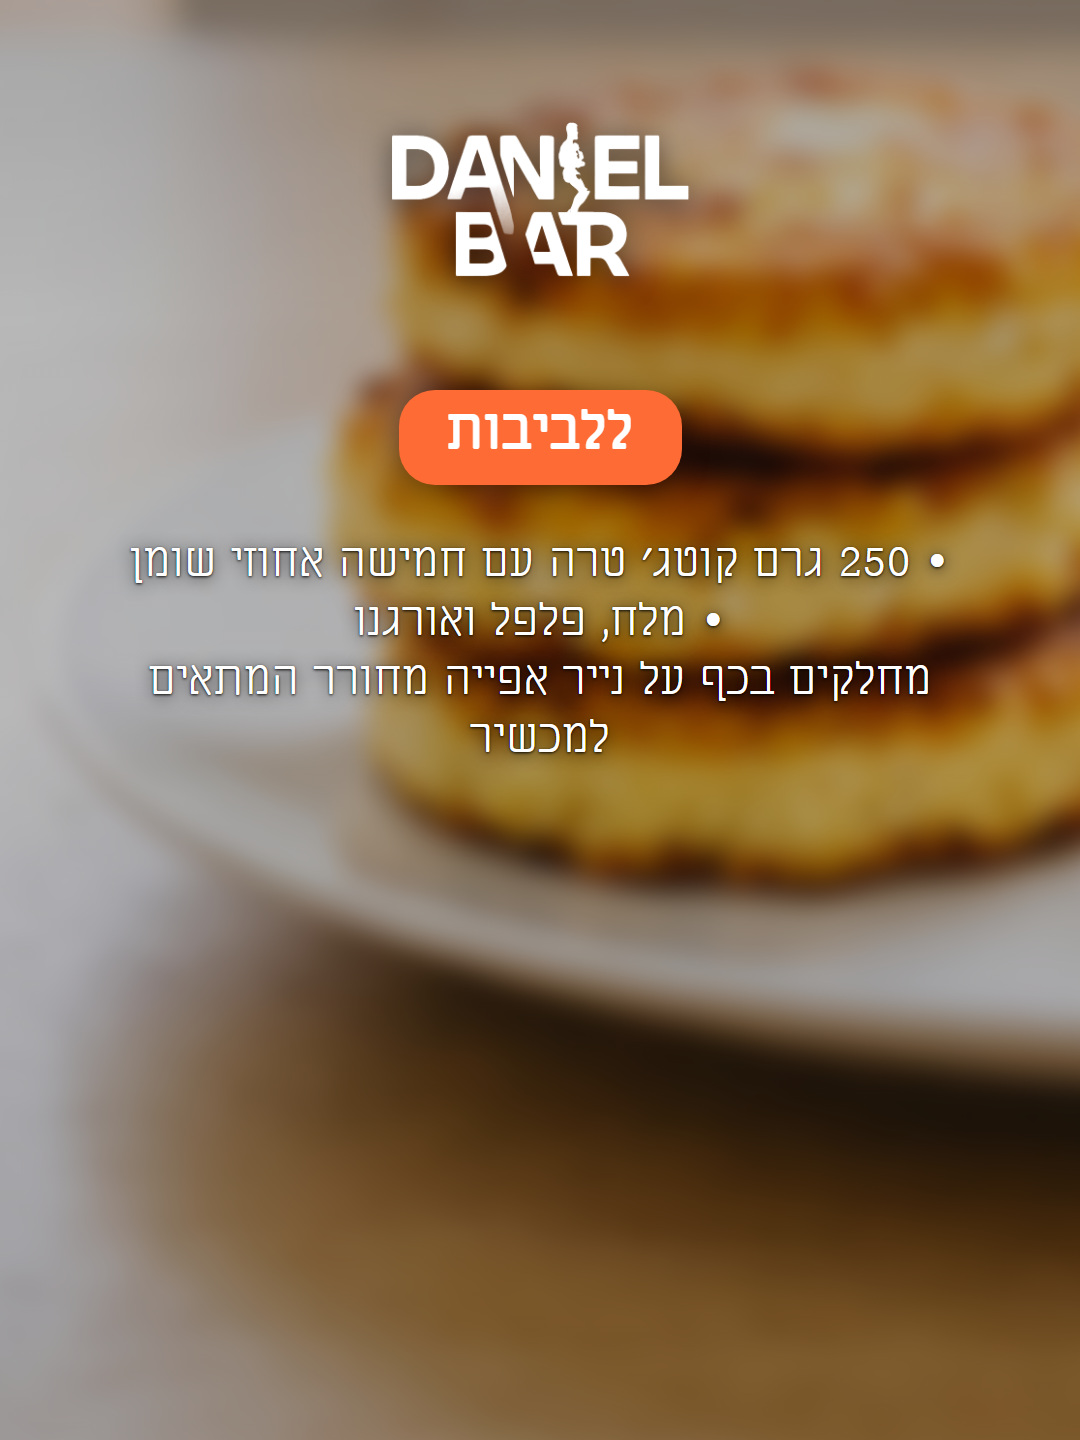 DANIEL
BAR
ללביבות
• 250 גרם קוטג׳ טרה עם חמישה אחוזי שומן
• מלח, פלפל ואורגנו
מחלקים בכף על נייר אפייה מחורר המתאים
למכשיר